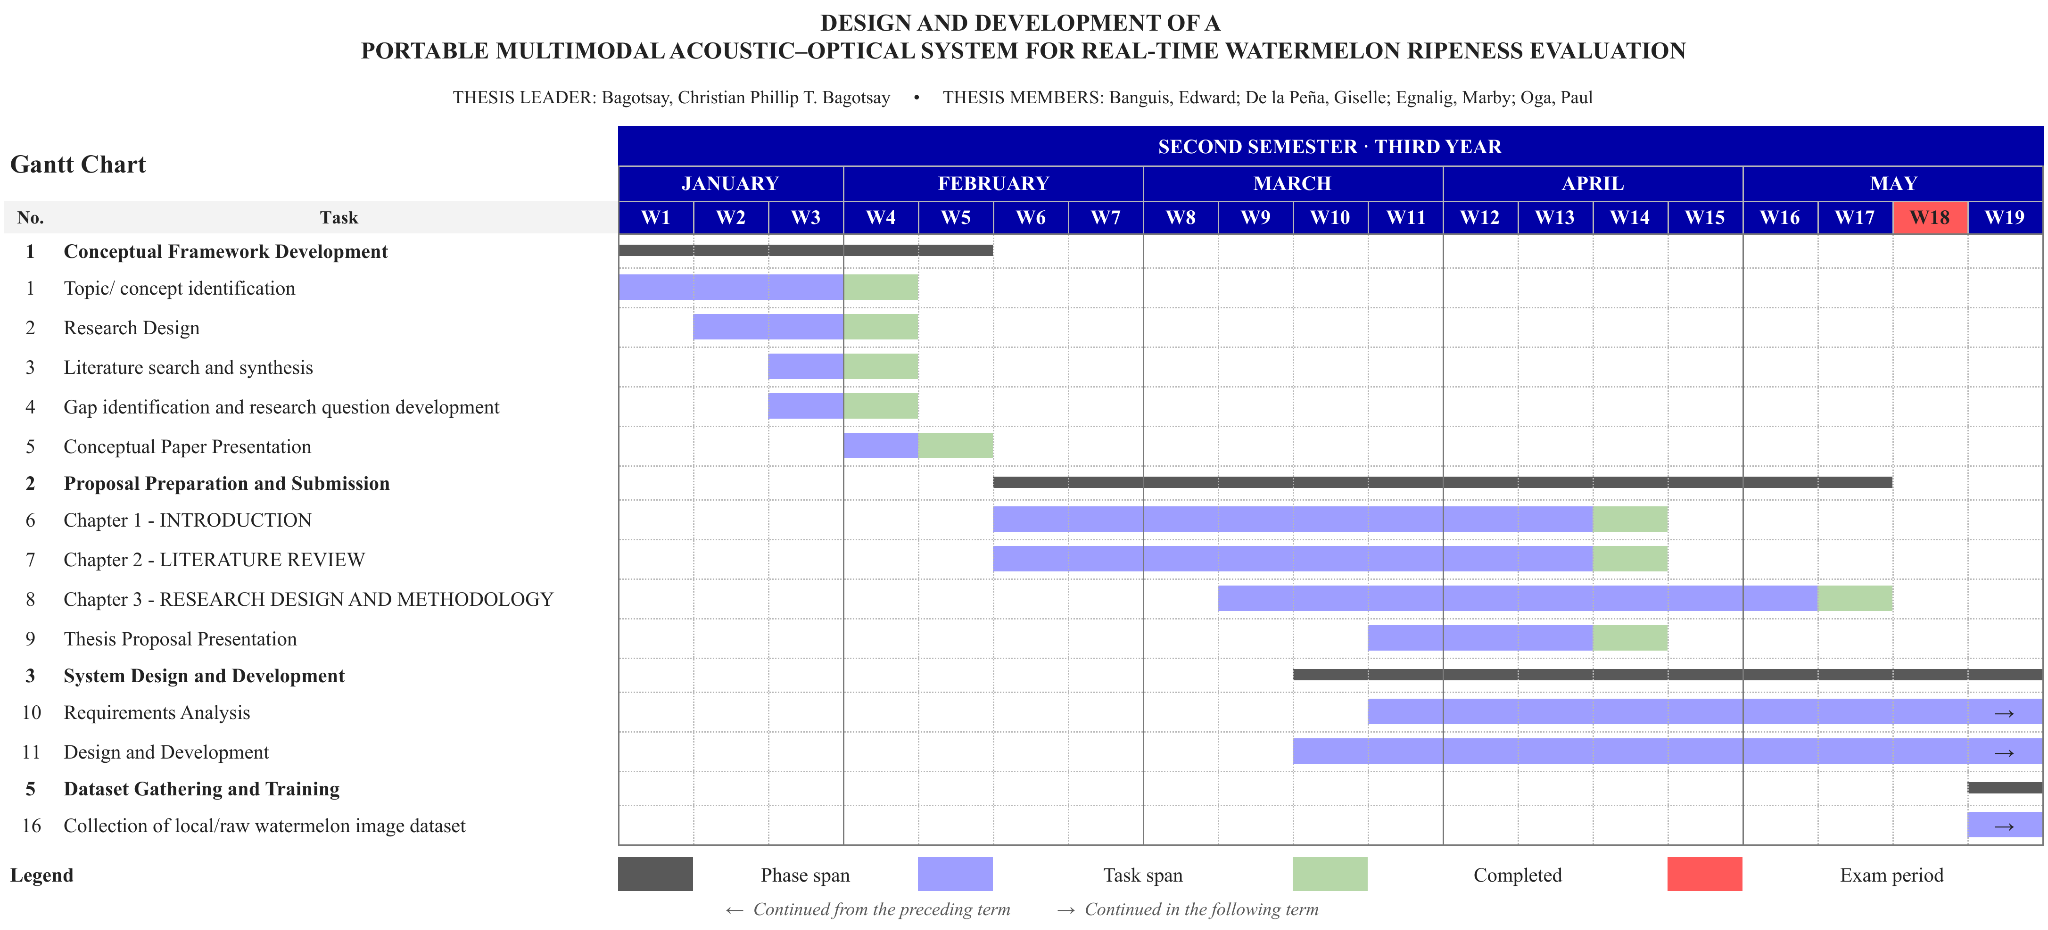 DESIGN AND DEVELOPMENT OF A
PORTABLE MULTIMODAL ACOUSTIC–OPTICAL SYSTEM FOR REAL-TIME WATERMELON RIPENESS EVALUATION
THESIS LEADER: Bagotsay, Christian Phillip T. Bagotsay • THESIS MEMBERS: Banguis, Edward; De la Peña, Giselle; Egnalig, Marby; Oga, Paul
Gantt Chart
SECOND SEMESTER · THIRD YEAR
JANUARY FEBRUARY MARCH APRIL MAY
No. Task W1 W2 W3 W4 W5 W6 W7 W8 W9 W10 W11 W12 W13 W14 W15 W16 W17 W18 W19
1 Conceptual Framework Development
1 Topic/ concept identification
2 Research Design
3 Literature search and synthesis
4 Gap identification and research question development
5 Conceptual Paper Presentation
2 Proposal Preparation and Submission
6 Chapter 1 - INTRODUCTION
7 Chapter 2 - LITERATURE REVIEW
8 Chapter 3 - RESEARCH DESIGN AND METHODOLOGY
9 Thesis Proposal Presentation
3 System Design and Development
10 Requirements Analysis →
11 Design and Development →
5 Dataset Gathering and Training
16 Collection of local/raw watermelon image dataset →
Legend Phase span Task span Completed Exam period
← Continued from the preceding term → Continued in the following term